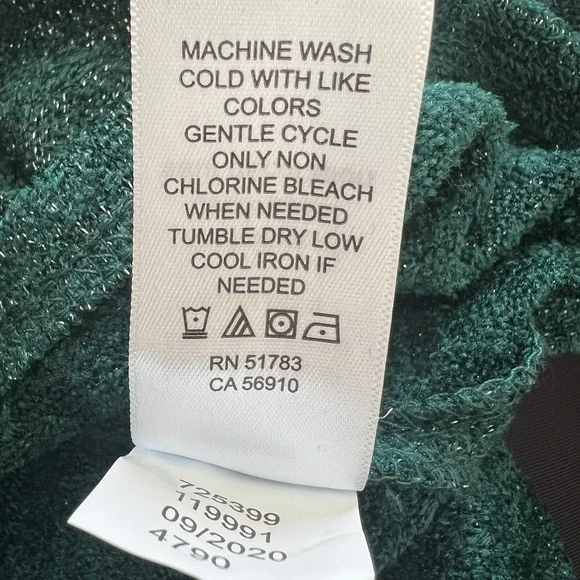 MACHINE WASH
COLD WITH LIKE
COLORS
GENTLE CYCLE
ONLY NON
CHLORINE BLEACH
WHEN NEEDED
TUMBLE DRY LOW
COOL IRON IF
NEEDED
RN 51783
CA 56910
725399
119991
09/2020
4790